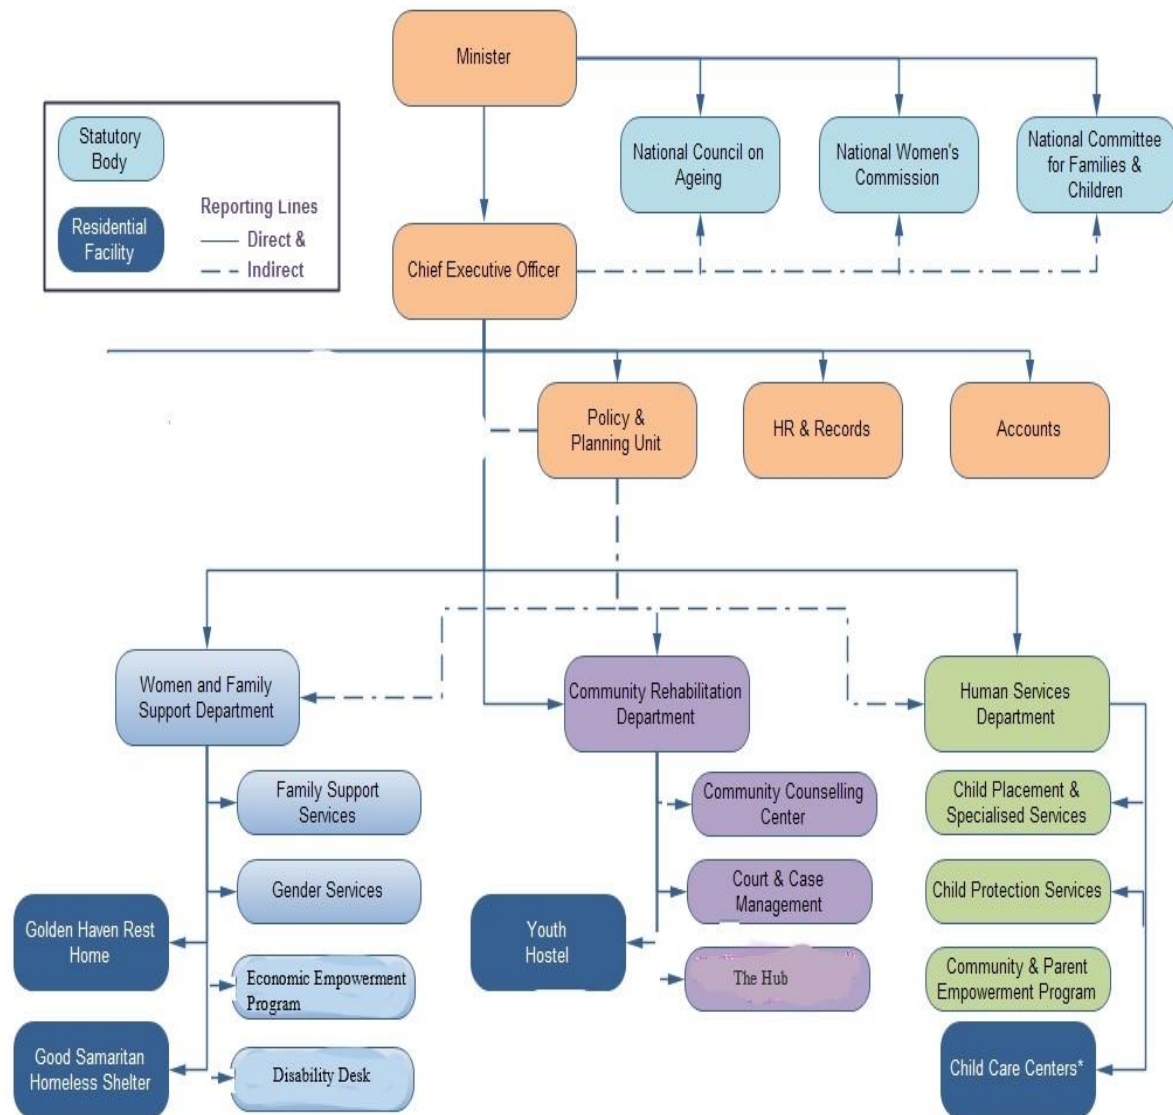 Minister
Statutory
Body
Residential
Facility
Reporting Lines
Direct &
Indirect
National Council on
Ageing
National Women's
Commission
National Committee
for Families &
Children
Chief Executive Officer
Policy &
Planning Unit
HR & Records
Accounts
Women and Family
Support Department
Community Rehabilitation
Department
Human Services
Department
Family Support
Services
Gender Services
Golden Haven Rest
Home
Economic Empowerment
Program
Good Samaritan
Homeless Shelter
Disability Desk
Community Counselling
Center
Court & Case
Management
Youth
Hostel
The Hub
Child Placement &
Specialised Services
Child Protection Services
Community & Parent
Empowerment Program
Child Care Centers*